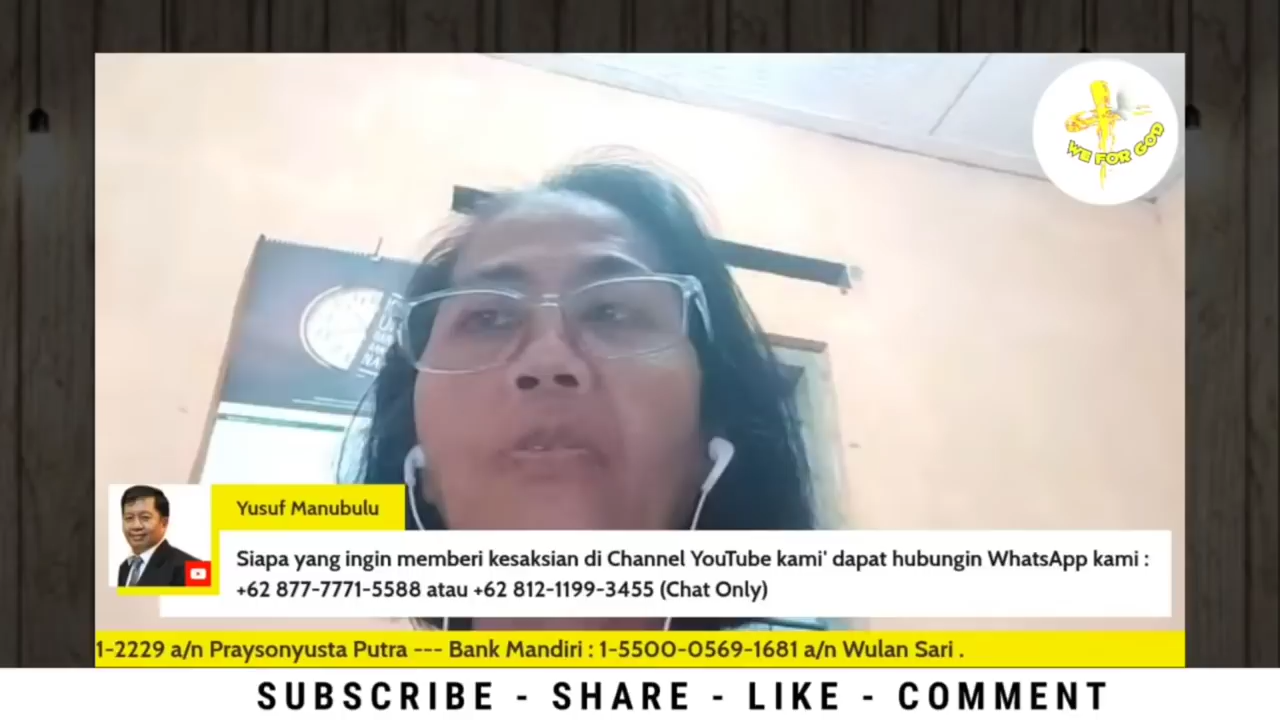 WE FOR GOD
Yusuf Manubulu
Siapa yang ingin memberi kesaksian di Channel YouTube kami' dapat hubungin WhatsApp kami :
+62 877-7771-5588 atau +62 812-1199-3455 (Chat Only)
1-2229 a/n Praysonyusta Putra --- Bank Mandiri : 1-5500-0569-1681 a/n Wulan Sari .
SUBSCRIBE - SHARE - LIKE - COMMENT